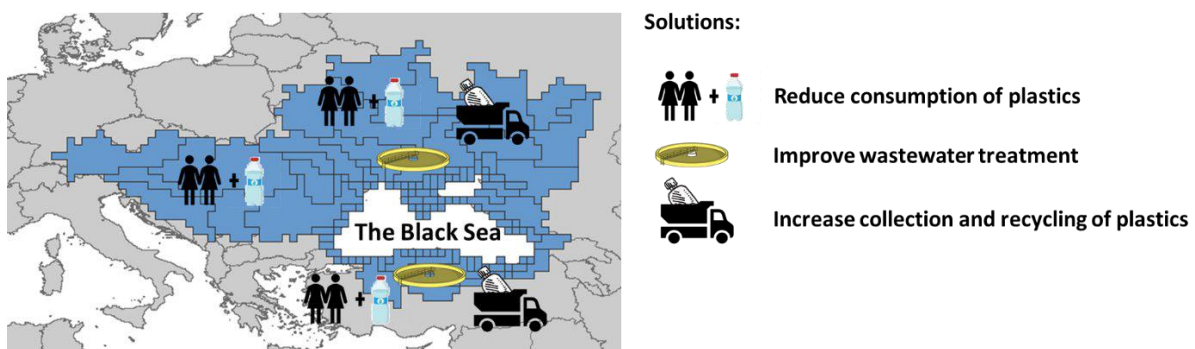 Solutions:
Reduce consumption of plastics
Improve wastewater treatment
Increase collection and recycling of plastics
The Black Sea
+
+
+
+